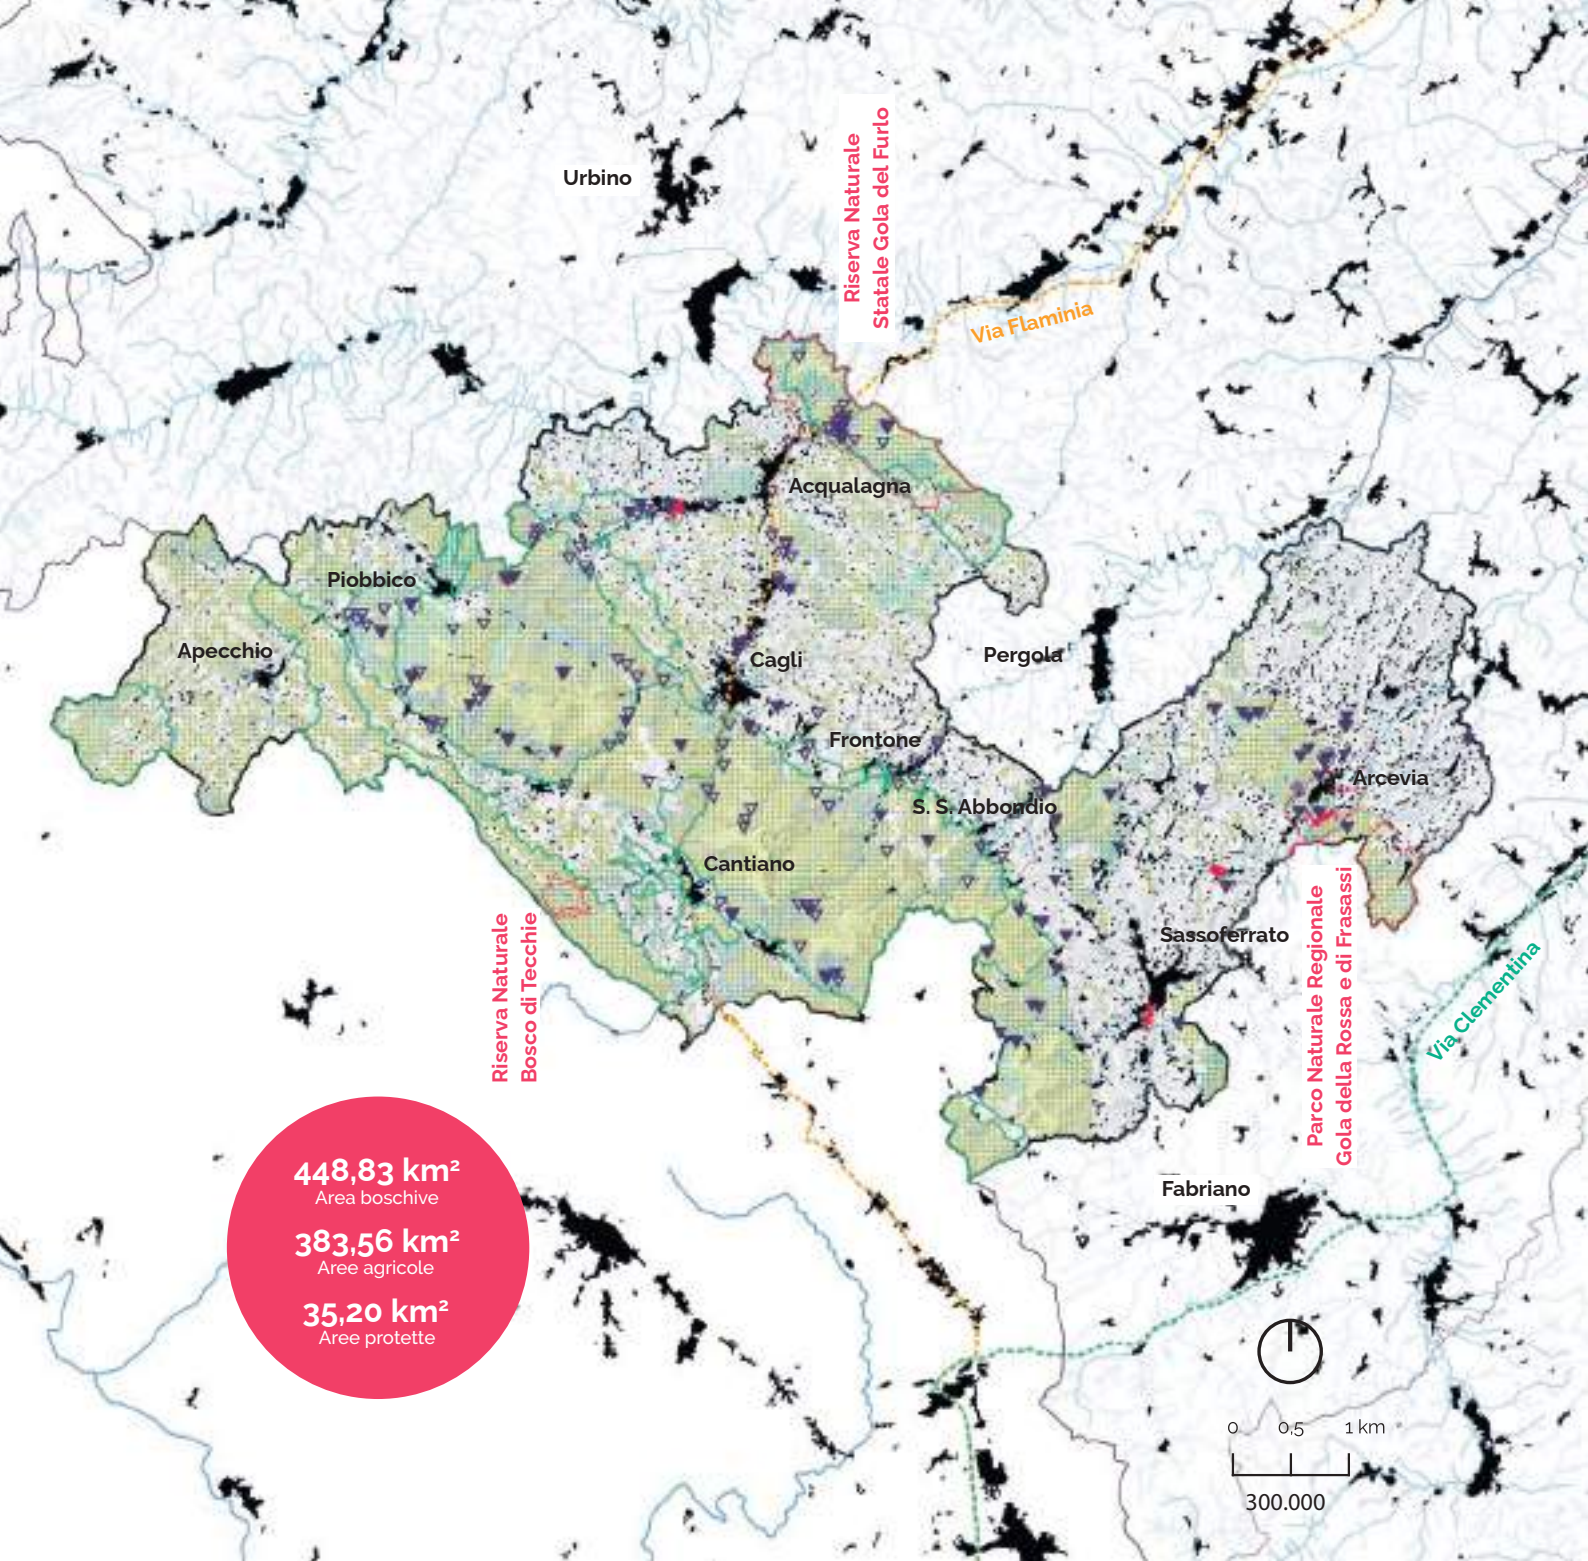 Urbino
Riserva Naturale
Statale Gola del Furlo
Via Flaminia
Acqualagna
Piobbico
Apecchio
Cagli
Pergola
Frontone
Arcevia
S. S. Abbondio
Cantiano
Sassoferrato
Riserva Naturale
Bosco di Tecchie
Parco Naturale Regionale
Gola della Rossa e di Frasassi
Via Clementina
Fabriano
448,83 km²
Area boschive
383,56 km²
Aree agricole
35,20 km²
Aree protette
0 0,5 1 km
300.000